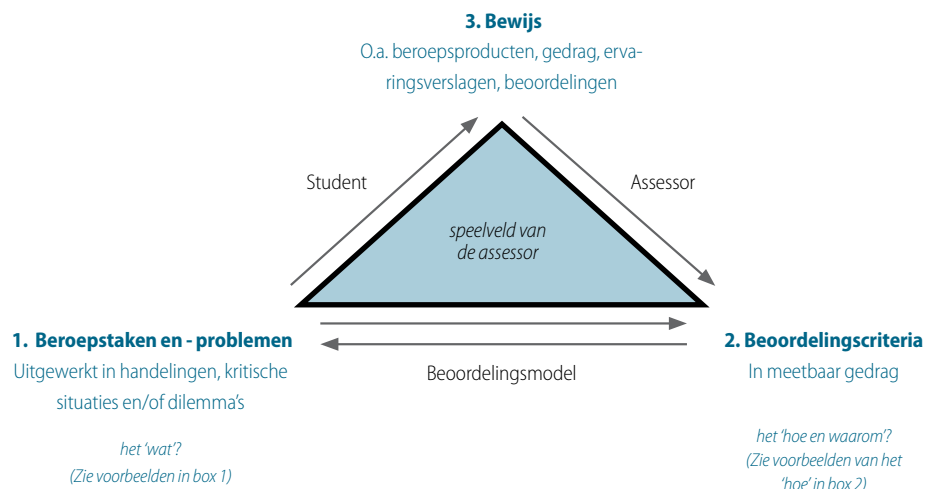 3. Bewijs
O.a. beroepsproducten, gedrag, erva-
ringsverslagen, beoordelingen
Student
Assessor
speelveld van
de assessor
1. Beroepstaken en - problemen
Uitgewerkt in handelingen, kritische
situaties en/of dilemma's
het 'wat'?
(Zie voorbeelden in box 1)
Beoordelingsmodel
2. Beoordelingscriteria
In meetbaar gedrag
het 'hoe en waarom'?
(Zie voorbeelden van het
'hoe' in box 2)